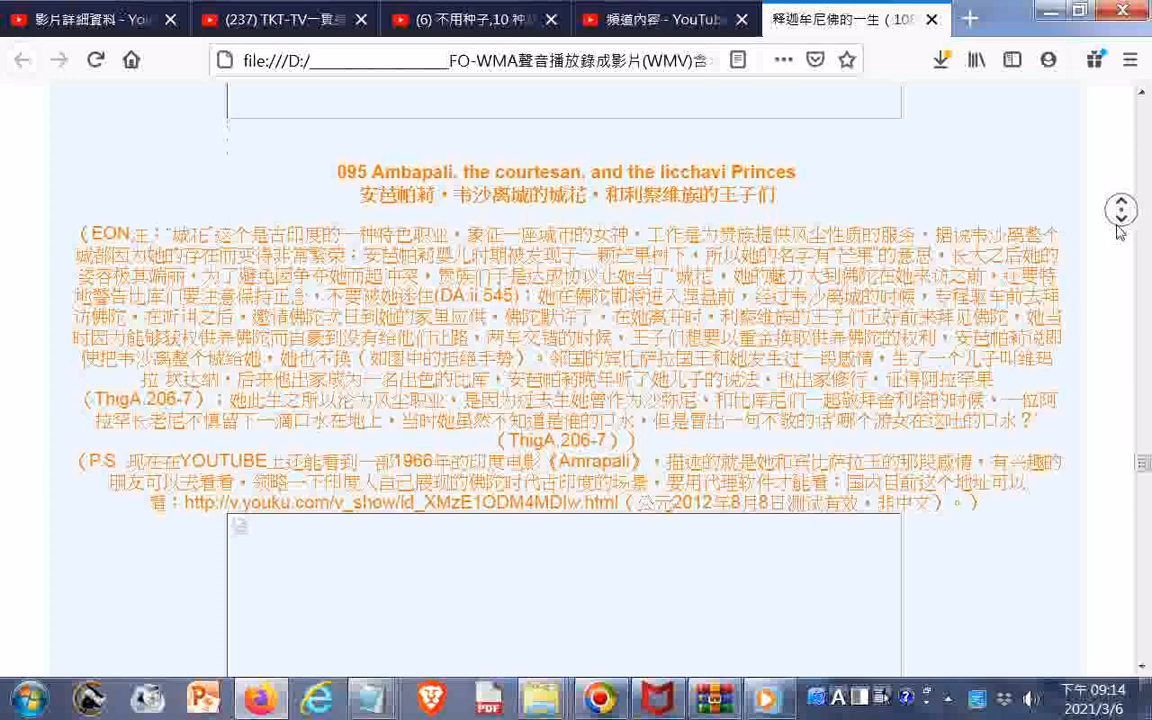 影片詳細資料 - Yo
(237) TKT-TV一貫
(6) 不用种子,10 种
頻道內容 - YouTub
释迦牟尼佛的一生（108
file:///D:/________________FO-WMA聲音播放錄成影片(WMV)含
095 Ambapali. the courtesan. and the licchavi Princes
安芭帕莉，韦沙离城的城花，和利察维族的王子们
（EON注：“城花”这个是古印度的一种特色职业，象征一座城市的女神，工作是为贵族提供风尘性质的服务，据说韦沙离整个
城都因为她的存在而变得非常繁荣；安芭帕莉婴儿时期被发现于一颗芒果树下，所以她的名字有“芒果”的意思，长大之后她的
姿容极其端丽，为了避免因争夺她而起冲突，贵族们于是达成协议让她当了“城花，她的魅力大到佛陀在她来访之前，还要特
地警告比库们要注意保持正念，不要被她迷住(DA.ii.545)；她在佛陀即将进入涅盘前，经过韦沙离城的时候，专程驱车前去拜
访佛陀，在听讲之后，邀请佛陀次日到她的家里应供，佛陀默许了，在她离开时，利察维族的王子们正好前来拜见佛陀，她当
时因为能够获权供养佛陀而自豪到没有给他们让路，两车交错的时候，王子们想要以重金换取供养佛陀的权利，安芭帕莉说即
使把韦沙离整个城给她，她也不换（如图中的拒绝手势）。邻国的宾比萨拉国王和她发生过一段感情，生了一个儿子叫维玛
拉 坎达纳，后来他出家成为一名出色的比库，安芭帕莉晚年听了她儿子的说法，也出家修行，证得阿拉罕果
（ThigA.206-7）；她此生之所以沦为风尘职业，是因为过去生她曾作为沙弥尼，和比库尼们一起敬拜舍利塔的时候，一位阿
拉罕长老尼不慎留下一滴口水在地上，当时她虽然不知道是谁的口水，但是冒出一句不敬的话“哪个游女在这吐的口水？”
（ThigA.206-7））
（P.S 现在在YOUTUBE上还能看到一部1966年的印度电影《Amrapali》，描述的就是她和宾比萨拉王的那段感情，有兴趣的
朋友可以去看看，领略一下印度人自己展现的佛陀时代古印度的场景，要用代理软件才能看；国内目前这个地址可以
看：http://v.youku.com/v_show/id_XMzE1ODM4MDIw.html（公元2012年8月8日测试有效，非中文）。）
下午 09:14
2021/3/6